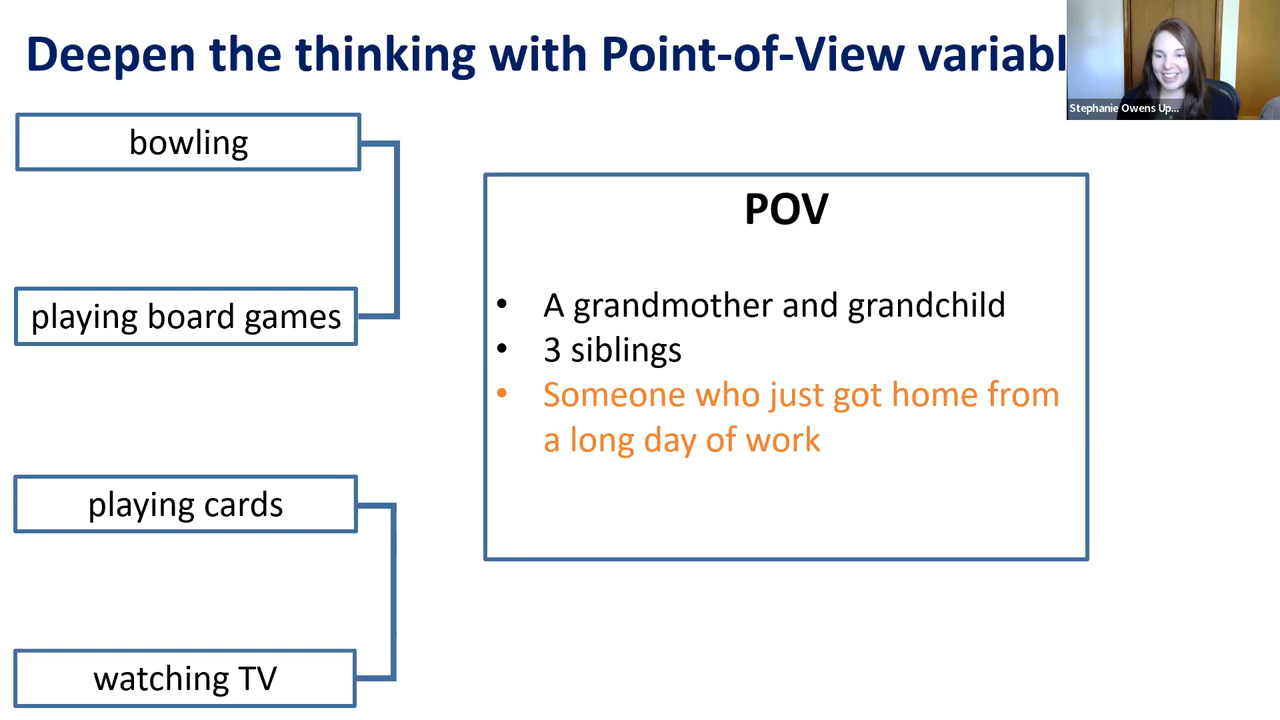 Deepen the thinking with Point-of-View variabl
Stephanie Owens Up...
bowling
playing board games
playing cards
watching TV
POV
• A grandmother and grandchild
• 3 siblings
• Someone who just got home from
a long day of work